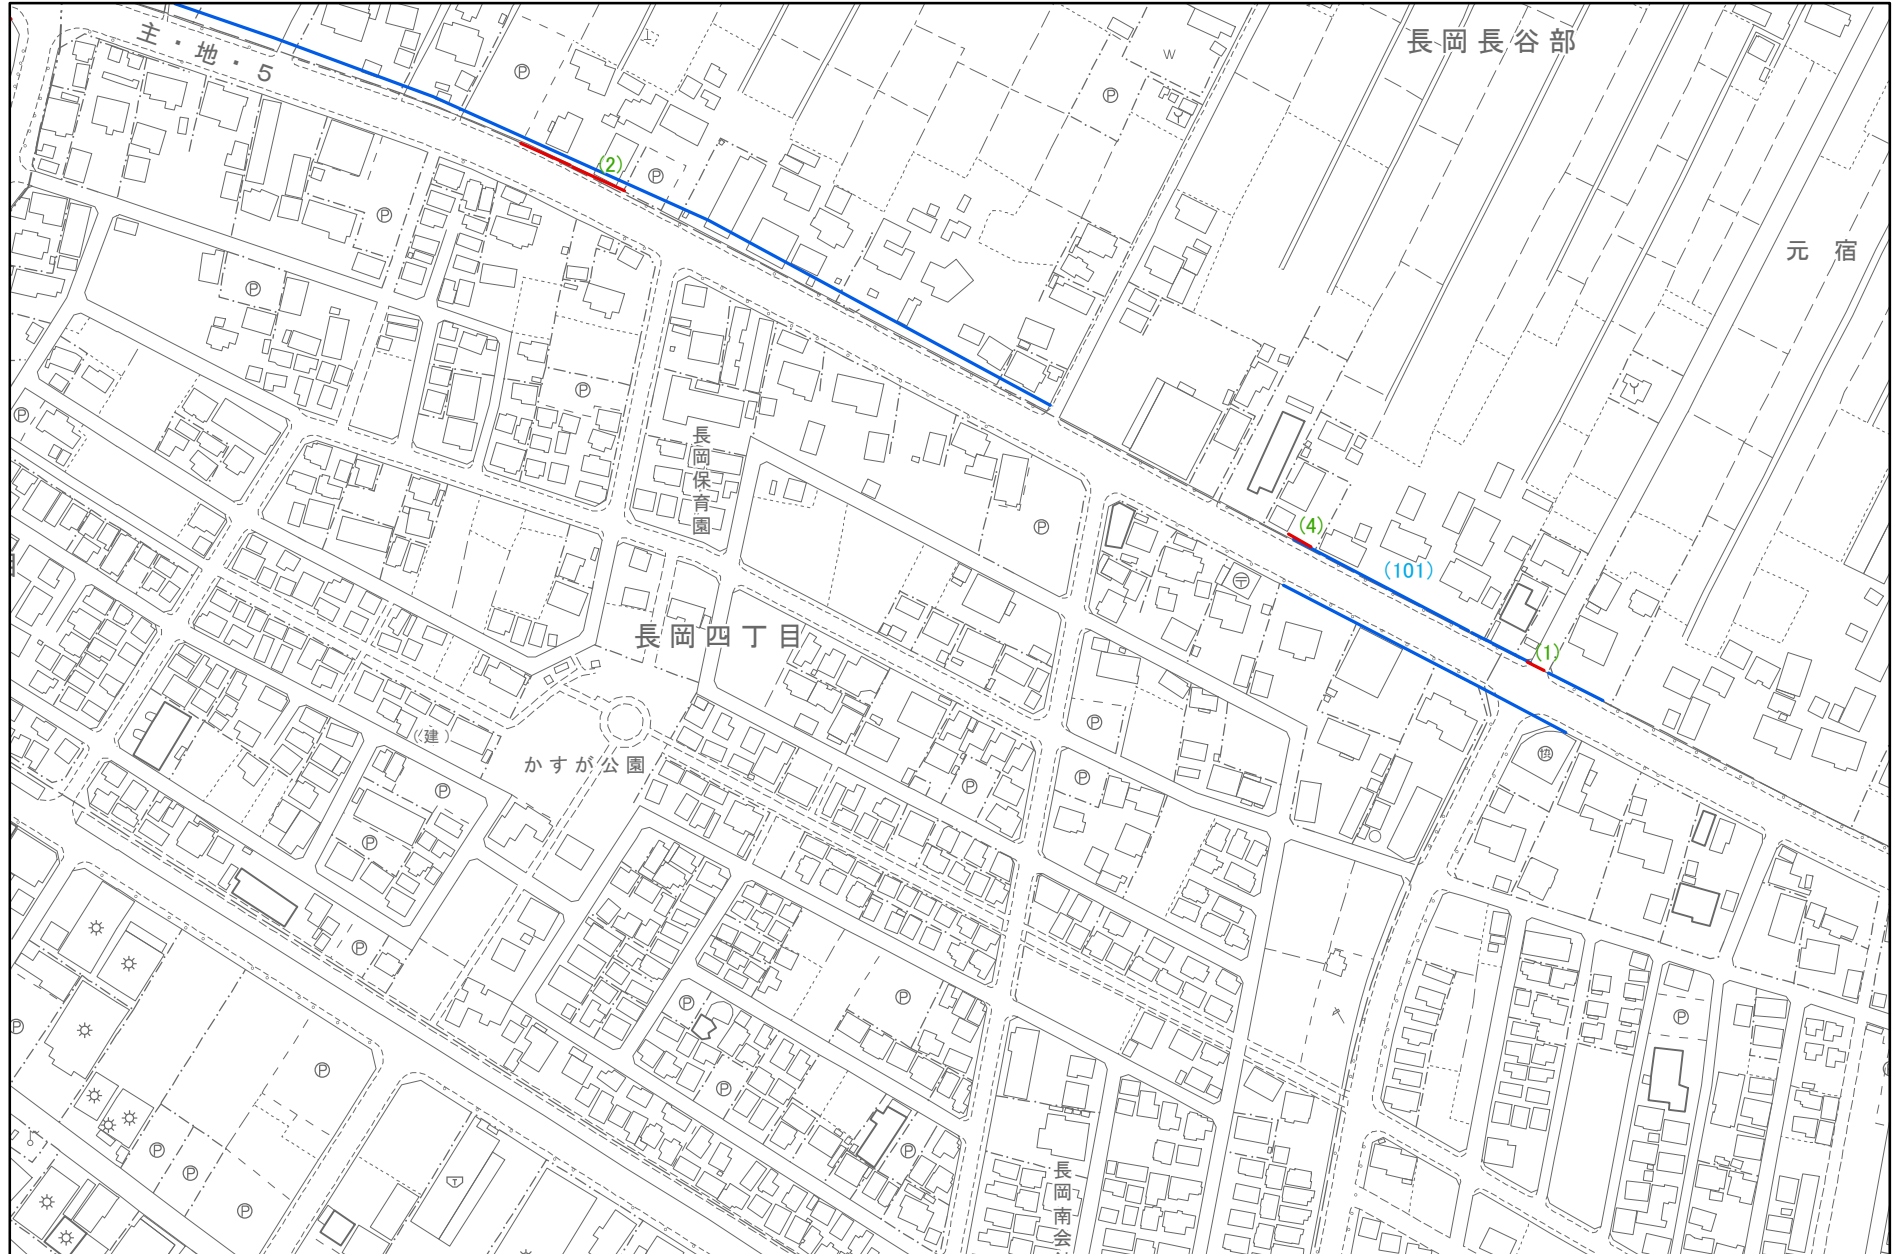 主・地・5
長岡長谷部
元宿
(2)
長岡保育園
(4)
(101)
(1)
長岡四丁目
(建)
かすが公園
長岡南会